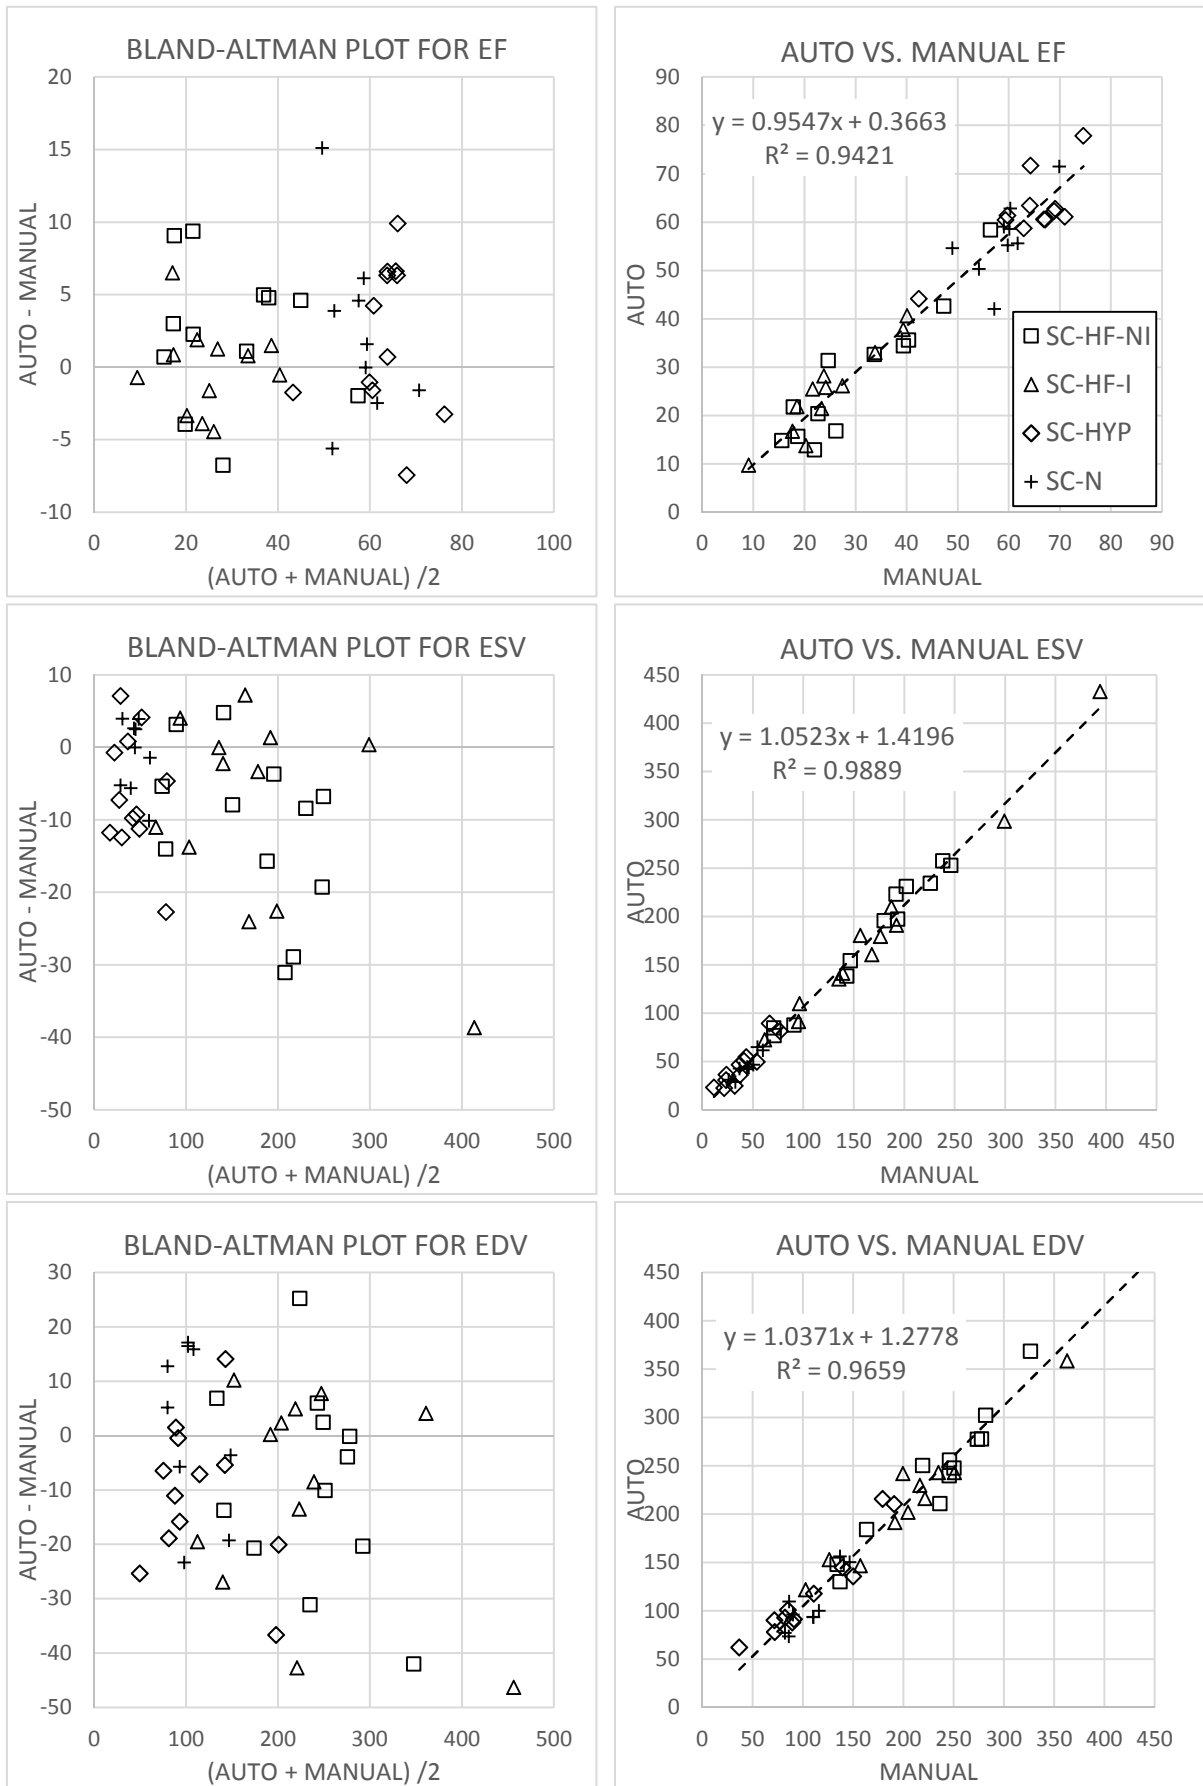 BLAND-ALTMAN PLOT FOR EF
20
15
10
5
0
-5
-10
AUTO - MANUAL
0 20 40 60 80 100
(AUTO + MANUAL) /2
AUTO VS. MANUAL EF
y = 0.9547x + 0.3663
R² = 0.9421
90
80
70
60
50
40
30
20
10
0
AUTO
SC-HF-NI
SC-HF-I
SC-HYP
SC-N
0 10 20 30 40 50 60 70 80 90
MANUAL
BLAND-ALTMAN PLOT FOR ESV
10
0
-10
-20
-30
-40
-50
AUTO - MANUAL
0 100 200 300 400 500
(AUTO + MANUAL) /2
AUTO VS. MANUAL ESV
y = 1.0523x + 1.4196
R² = 0.9889
450
400
350
300
250
200
150
100
50
0
AUTO
0 50 100 150 200 250 300 350 400 450
MANUAL
BLAND-ALTMAN PLOT FOR EDV
30
20
10
0
-10
-20
-30
-40
-50
AUTO - MANUAL
0 100 200 300 400 500
(AUTO + MANUAL) /2
AUTO VS. MANUAL EDV
y = 1.0371x + 1.2778
R² = 0.9659
450
400
350
300
250
200
150
100
50
0
AUTO
0 50 100 150 200 250 300 350 400 450
MANUAL